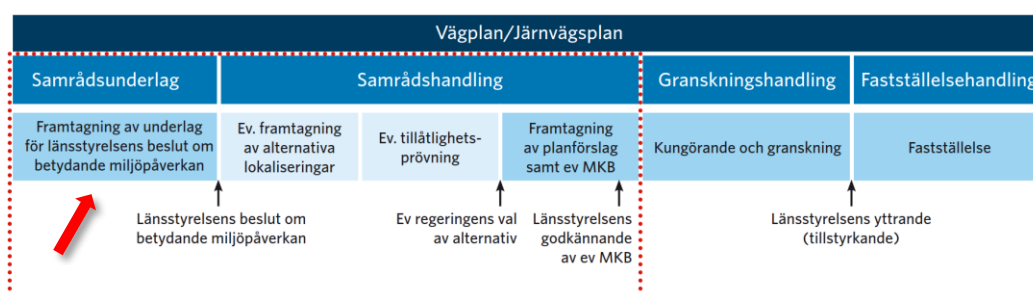 Vägplan/Järnvägsplan
Samrådsunderlag
Samrådshandling
Granskningshandling
Fastställelsehandling
Framtagning av underlag
för länsstyrelsens beslut om
betydande miljöpåverkan
Ev. framtagning
av alternativa
lokaliseringar
Ev. tillåtlighets-
prövning
Framtagning
av planförslag
samt ev MKB
Kungörande och granskning
Fastställelse
Länsstyrelsens beslut om
betydande miljöpåverkan
Ev regeringens val
av alternativ
Länsstyrelsens
godkännande
av ev MKB
Länsstyrelsens yttrande
(tillstyrkande)